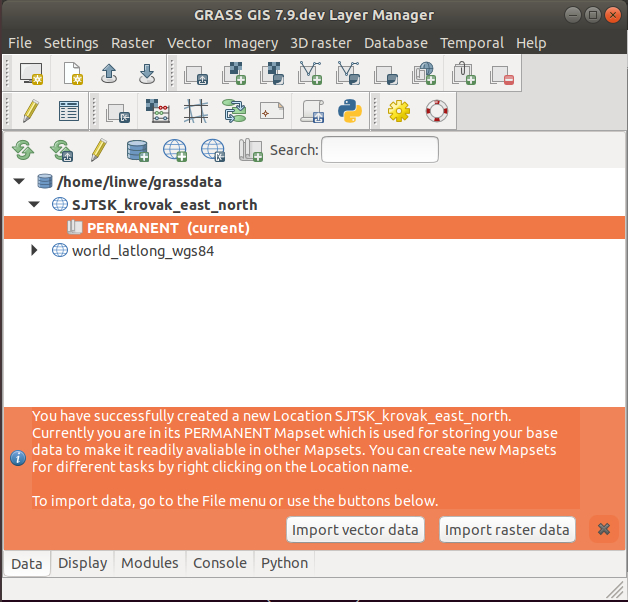 GRASS GIS 7.9.dev Layer Manager
File Settings Raster Vector Imagery 3D raster Database Temporal Help
Search:
/home/linwe/grassdata
SJTSK_krovak_east_north
PERMANENT (current)
world_latlong_wgs84
You have successfully created a new Location SJTSK_krovak_east_north.
Currently you are in its PERMANENT Mapset which is used for storing your base
data to make it readily avaliable in other Mapsets. You can create new Mapsets
for different tasks by right clicking on the Location name.
To import data, go to the File menu or use the buttons below.
Import vector data Import raster data
Data Display Modules Console Python